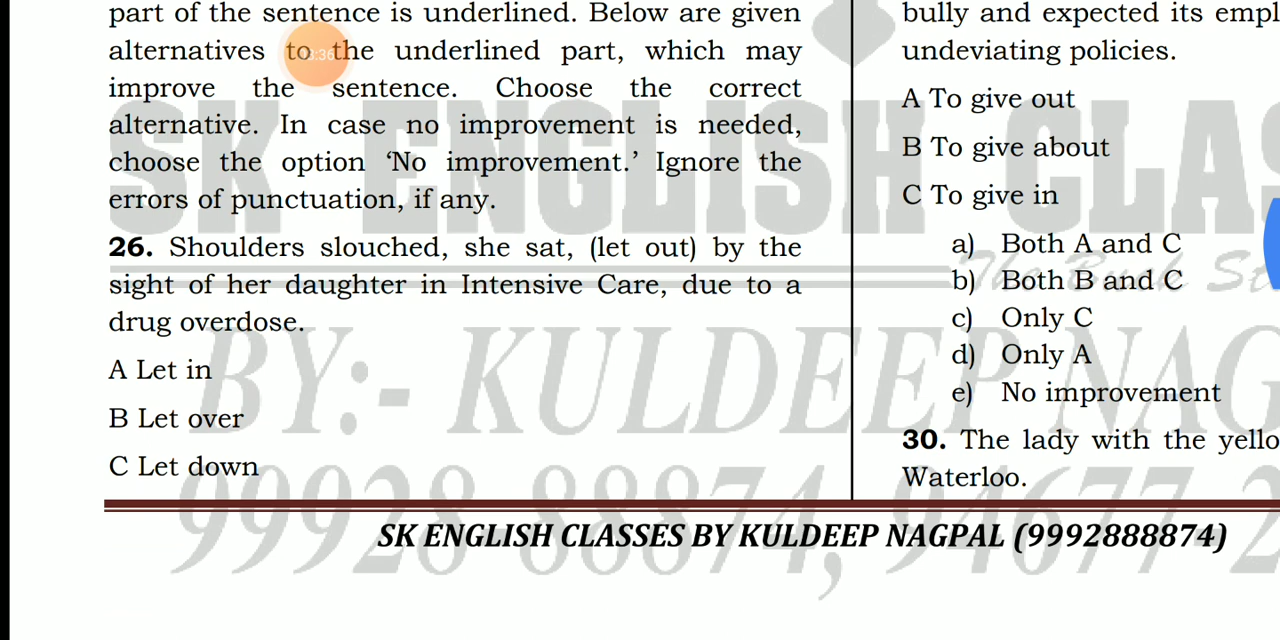 part of the sentence is underlined. Below are given
alternatives to the underlined part, which may
improve the sentence. Choose the correct
alternative. In case no improvement is needed,
choose the option ‘No improvement.’ Ignore the
errors of punctuation, if any.
26. Shoulders slouched, she sat, (let out) by the
sight of her daughter in Intensive Care, due to a
drug overdose.
A Let in
B Let over
C Let down
bully and expected its
undeviating policies.
A To give out
B To give about
C To give in
a) Both A and C
b) Both B and C
c) Only C
d) Only A
e) No improvement
30. The lady with the
Waterloo.
SK ENGLISH
BY:- KULDEEP
SK ENGLISH CLASSES BY KULDEEP NAGPAL (9992888874)